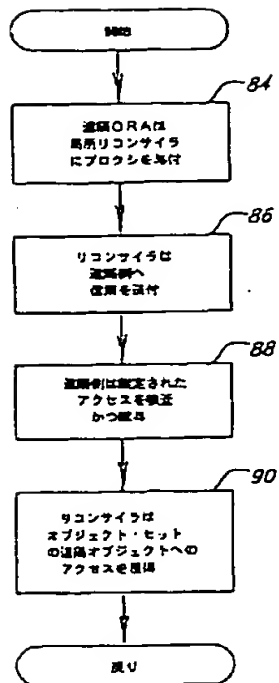 84
遠隔ORAは
局所リコンサイラ
にプロクシを送付
86
リコンサイラは
遠隔側へ
信用を送付
88
遠隔側は限定された
アクセスを検証
かつ賦与
90
リコンサイラは
オブジェクト・セット
の遠隔オブジェクトへの
アクセスを獲得
戻り